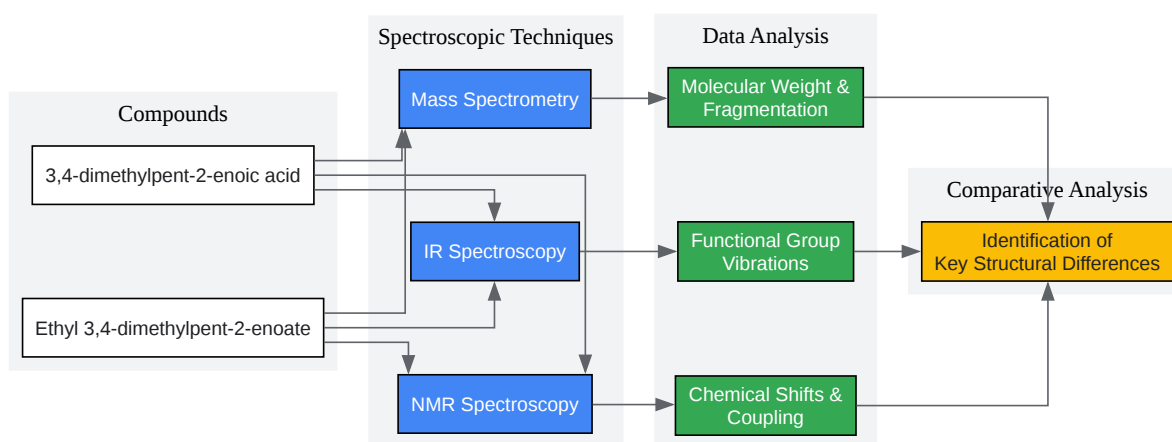 Compounds
3,4-dimethylpent-2-enoic acid
Ethyl 3,4-dimethylpent-2-enoate
Spectroscopic Techniques
Mass Spectrometry
IR Spectroscopy
NMR Spectroscopy
Data Analysis
Molecular Weight &
Fragmentation
Functional Group
Vibrations
Chemical Shifts &
Coupling
Comparative Analysis
Identification of
Key Structural Differences